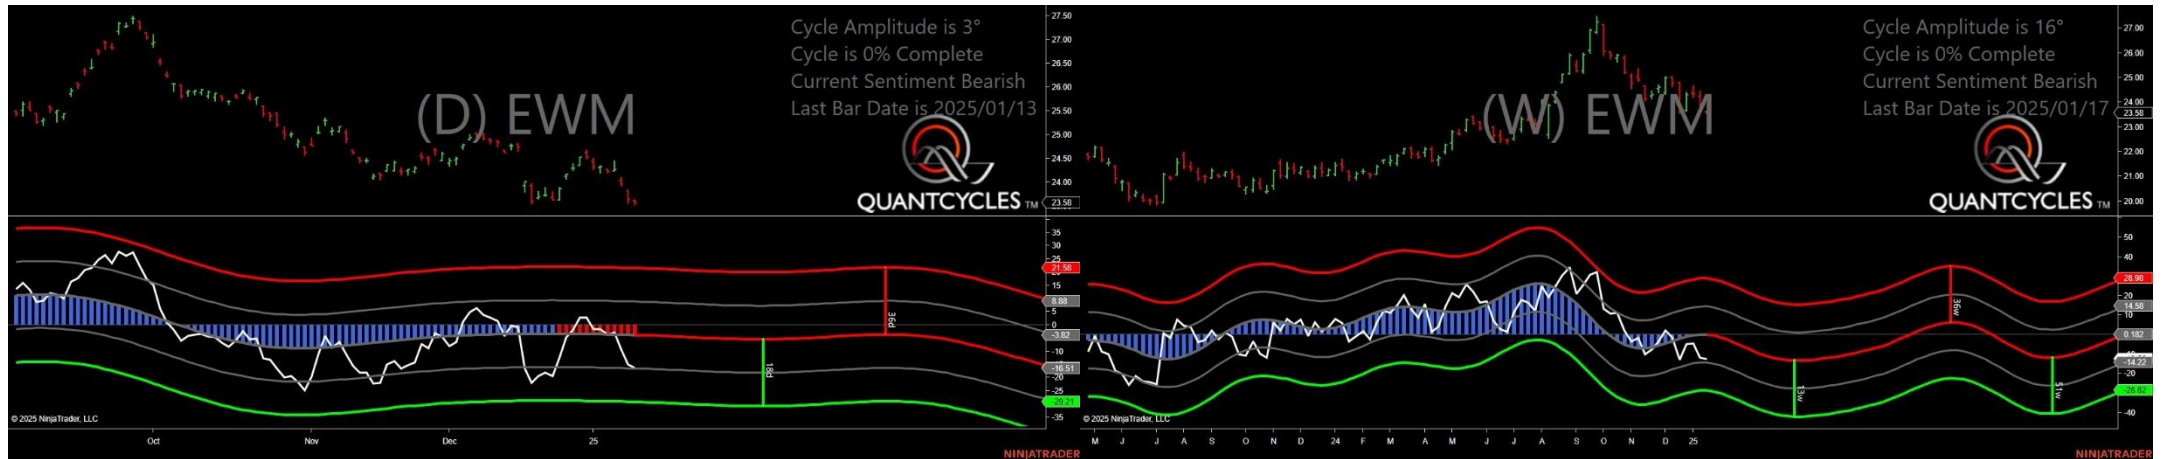 Cycle Amplitude is 3°
Cycle is 0% Complete
Current Sentiment Bearish
Last Bar Date is 2025/01/13
(D) EWM
QUANTCYCLES TM
27.50
27.00
26.50
26.00
25.50
25.00
24.50
24.00
23.58
35
30
25
21.58
15
8.88
5
0
-3.82
-10
-16.51
-20
-25
-29.21
-35
36d
18d
© 2025 NinjaTrader, LLC
Oct Nov Dec 25
NINJATRADER
Cycle Amplitude is 16°
Cycle is 0% Complete
Current Sentiment Bearish
Last Bar Date is 2025/01/17
(W) EWM
QUANTCYCLES TM
27.00
26.00
25.00
24.00
23.58
23.00
22.00
21.00
20.00
50
40
28.98
20
14.58
10
0.182
-14.22
-20
-28.62
-40
36w
13w
51w
© 2025 NinjaTrader, LLC
M J J A S O N D 24 F M A M J J A S O N D 25
NINJATRADER